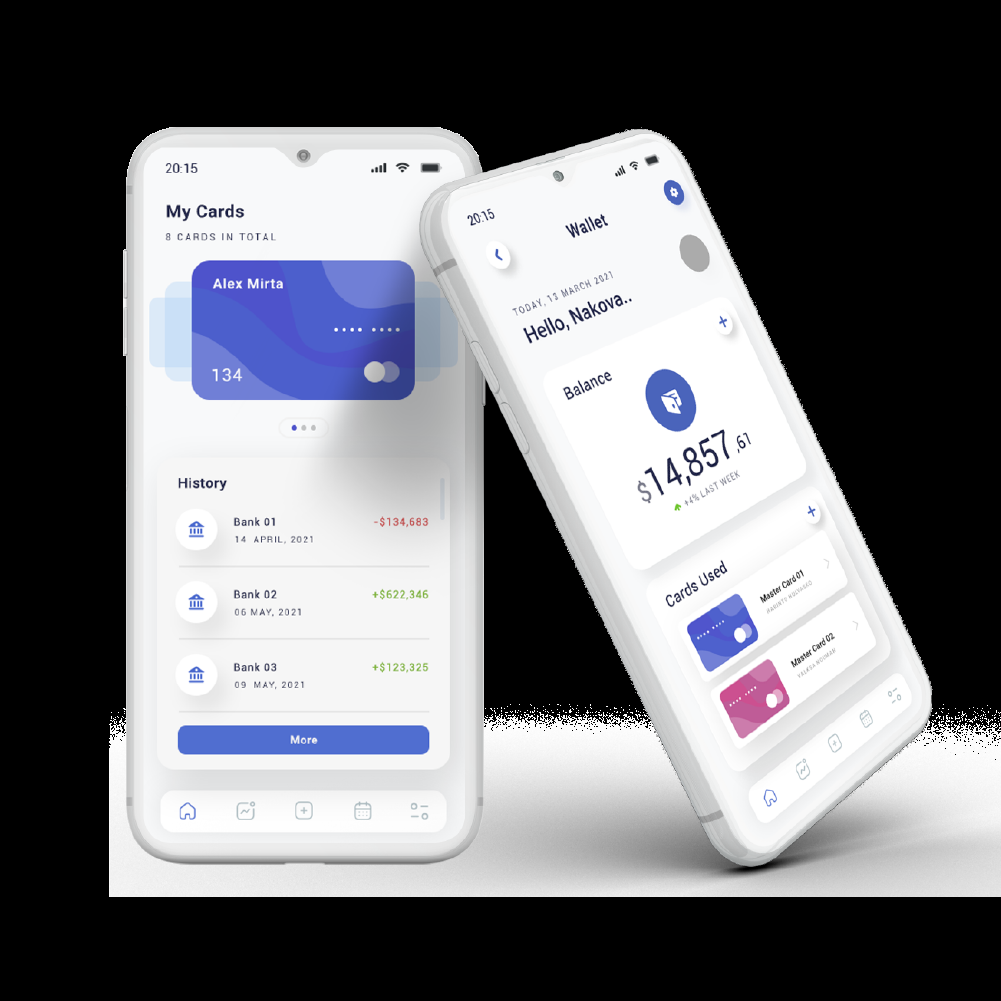 20:15
My Cards
8 CARDS IN TOTAL
Alex Mirta
134
History
Bank 01
-$134,683
14 APRIL, 2021
Bank 02
+$622,346
06 MAY, 2021
Bank 03
+$123,325
09 MAY, 2021
More
20:15
Wallet
TODAY, 13 MARCH 2021
Hello, Nakova..
Balance
$14,857,61
+4% LAST WEEK
Cards Used
Master Card 01
Master Card 02